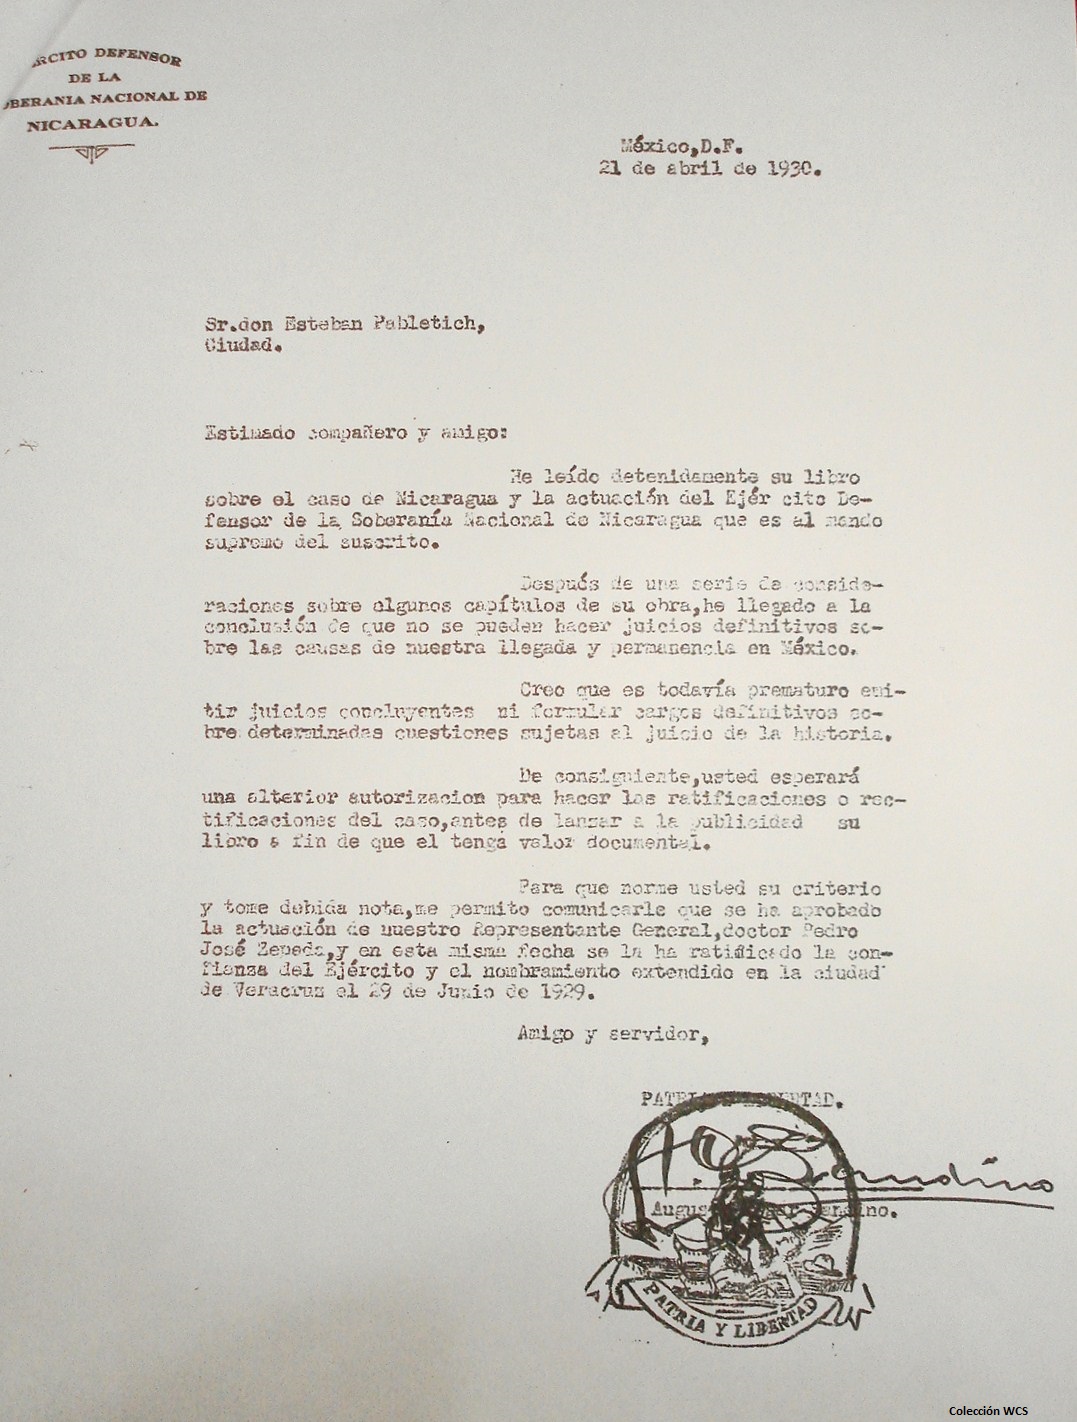 RCITO DEFENSOR
DE LA
OBERANIA NACIONAL DE
NICARAGUA.
México,D.F.
21 de abril de 1930.
Sr.don Esteban Pabletich,
Ciudad.
Estimado compañero y amigo:
He leído detenidamente su libro
sobre el caso de Nicaragua y la actuación del Ejér cito De-
fensor de la Soberanía Nacional de Nicaragua que es al mando
supremo del suscrito.
Después de una serie de conside-
raciones sobre algunos capítulos de su obra,he llegado a la
conclusión de que no se pueden hacer juicios definitivos so-
bre las causas de nuestra llegada y permanencia en México.
Creo que es todavía prematuro emi-
tir juicios concluyentes ni formular cargos definitivos so-
bre determinadas cuestiones sujetas al juicio de la historia.
De consiguiente,usted esperará
una alterior autorizacion para hacer las ratificaciones o rec-
tificaciones del caso,antes de lanzar a la publicidad su
libro a fin de que el tenga valor documental.
Para que norme usted su criterio
y tome debida nota,me permito comunicarle que se ha aprobado
la actuación de nuestro Representante General,doctor Pedro
José Zepeda,y en esta misma fecha se la ha ratificado la con-
fianza del Ejército y el nombramiento extendido en la ciudad
de Veracruz el 29 de Junio de 1929.
Amigo y servidor,
PATRIA Y LIBERTAD.
Sandino
Augusto César Sandino.
PATRIA Y LIBERTAD
Colección WCS